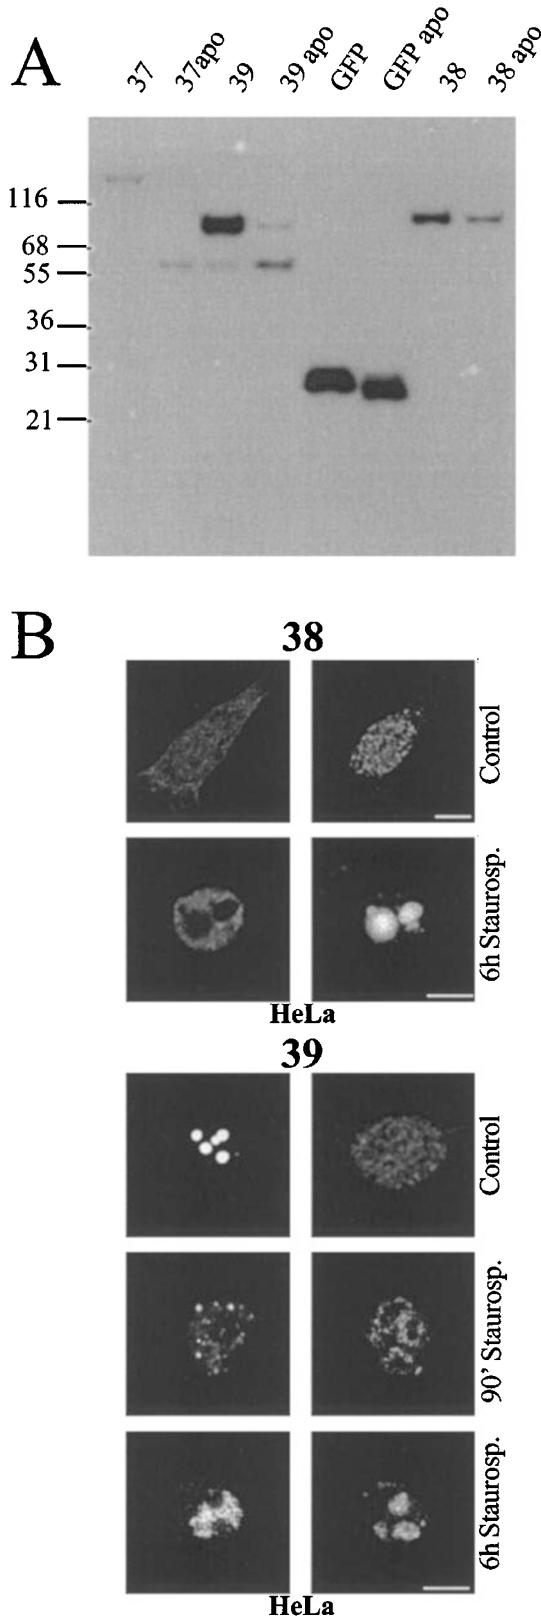 A
37 37apo 39 39 apo GFP GFP apo 38 38 apo
116
68
55
36
31
21
B
38
Control
6h Staurosp.
HeLa
39
Control
90' Staurosp.
6h Staurosp.
HeLa